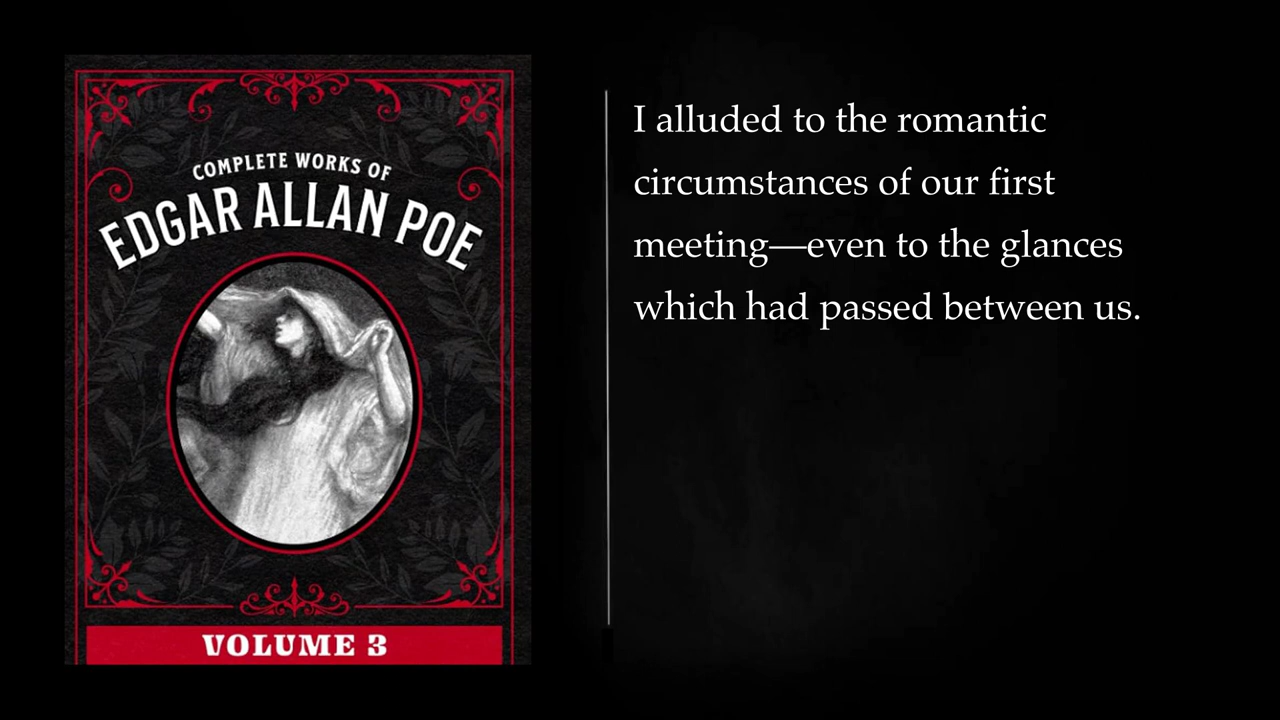 COMPLETE WORKS OF
EDGAR ALLAN POE
VOLUME 3
I alluded to the romantic
circumstances of our first
meeting—even to the glances
which had passed between us.